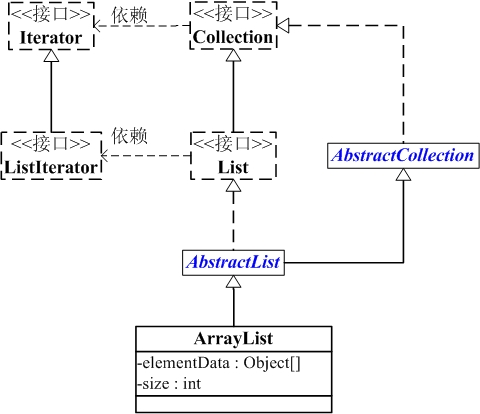 <<接口>>
Iterator
依赖
<<接口>>
Collection
<<接口>>
ListIterator
依赖
<<接口>>
List
AbstractCollection
AbstractList
ArrayList
-elementData : Object[]
-size : int